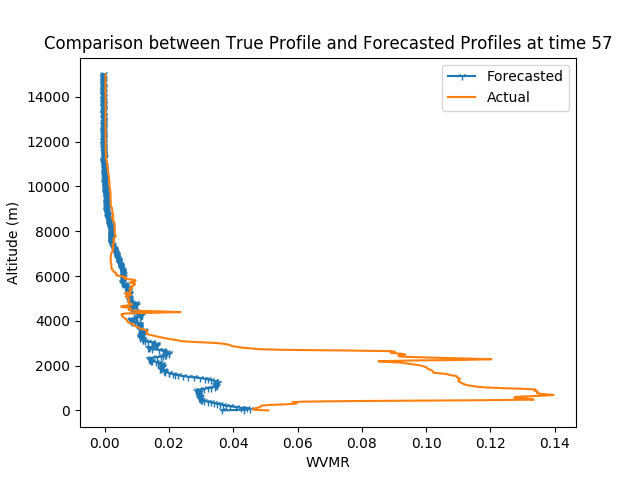 Comparison between True Profile and Forecasted Profiles at time 57
Forecasted
Actual
14000
12000
10000
8000
6000
4000
2000
0
Altitude (m)
0.00 0.02 0.04 0.06 0.08 0.10 0.12 0.14
WVMR